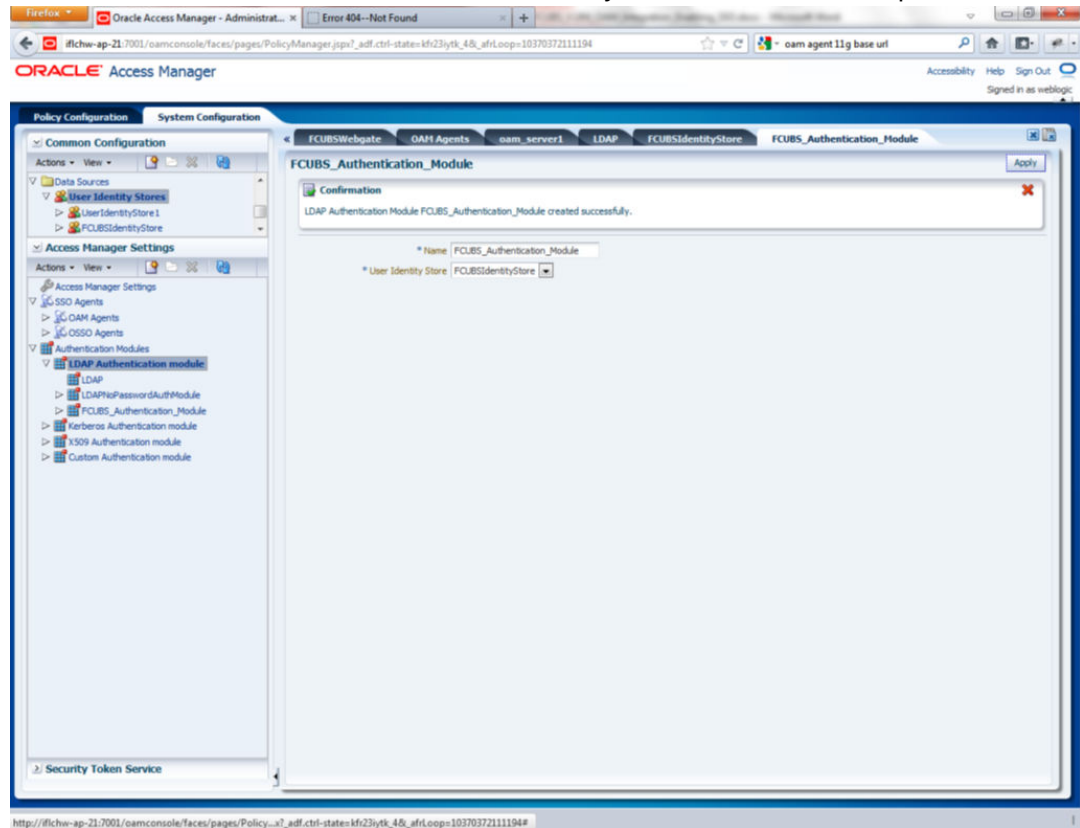 Firefox
Oracle Access Manager - Administrat...
Error 404--Not Found
iflchw-ap-21:7001/oamconsole/faces/pages/PolicyManager.jspx?_adf.ctrl-state=kfr23iytk_4&_afrLoop=10370372111194
oam agent 11g base url
ORACLE Access Manager
Accessibility Help Sign Out
Signed in as weblogic
Policy Configuration System Configuration
Common Configuration
Actions View
Data Sources
User Identity Stores
UserIdentityStore1
FCUBSIdentityStore
Access Manager Settings
Actions View
Access Manager Settings
SSO Agents
OAM Agents
OSSO Agents
Authentication Modules
LDAP Authentication module
LDAP
LDAPNoPasswordAuthModule
FCUBS_Authentication_Module
Kerberos Authentication module
X509 Authentication module
Custom Authentication module
Security Token Service
« FCUBSWebgate OAM Agents oam_server1 LDAP FCUBSIdentityStore FCUBS_Authentication_Module
FCUBS_Authentication_Module
Apply
Confirmation
LDAP Authentication Module FCUBS_Authentication_Module created successfully.
* Name FCUBS_Authentication_Module
* User Identity Store FCUBSIdentityStore
http://iflchw-ap-21:7001/oamconsole/faces/pages/Policy...x?_adf.ctrl-state=kfr23iytk_4&_afrLoop=10370372111194#